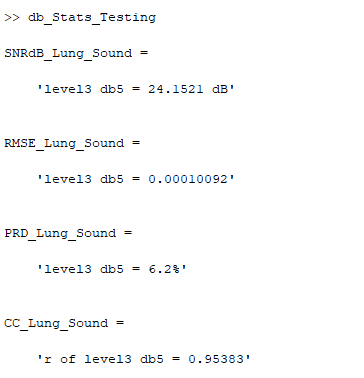 >> db_Stats_Testing
SNRdB_Lung_Sound =
'level3 db5 = 24.1521 dB'
RMSE_Lung_Sound =
'level3 db5 = 0.00010092'
PRD_Lung_Sound =
'level3 db5 = 6.2%'
CC_Lung_Sound =
'r of level3 db5 = 0.95383'